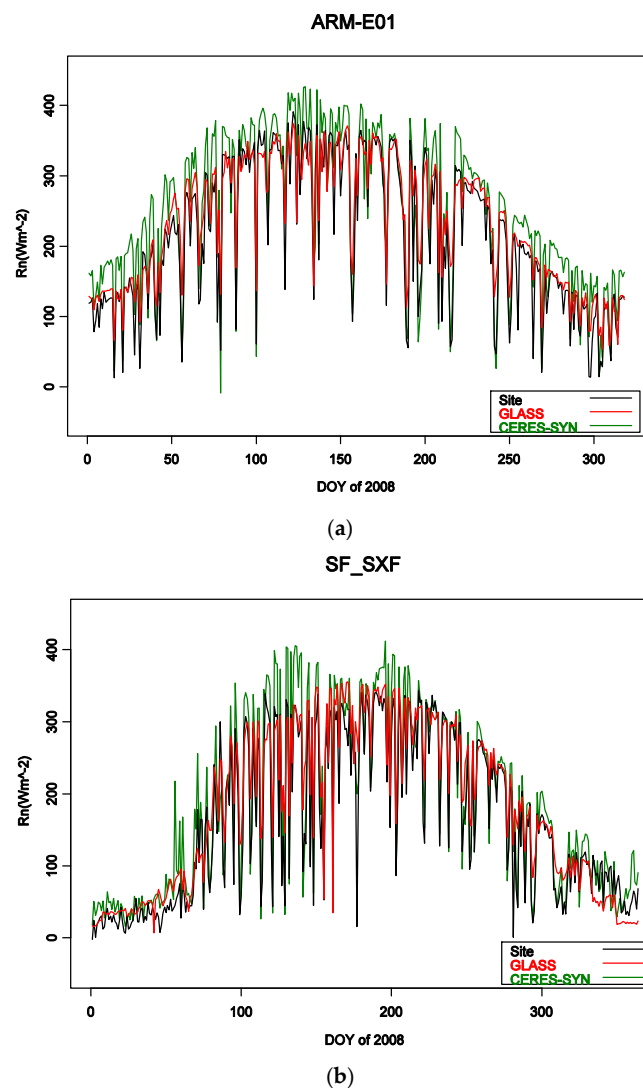 ARM-E01
400
300
200
100
0
Rn(Wm^-2)
Site
GLASS
CERES-SYN
0 50 100 150 200 250 300
DOY of 2008
(a)
SF_SXF
400
300
200
100
0
Rn(Wm^-2)
Site
GLASS
CERES-SYN
0 100 200 300
DOY of 2008
(b)